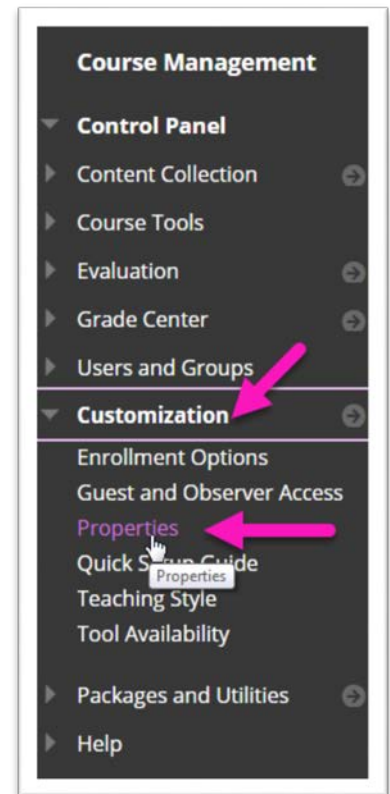 Course Management
Control Panel
Content Collection
Course Tools
Evaluation
Grade Center
Users and Groups
Customization
Enrollment Options
Guest and Observer Access
Properties
Quick Setup Guide
Properties
Teaching Style
Tool Availability
Packages and Utilities
Help